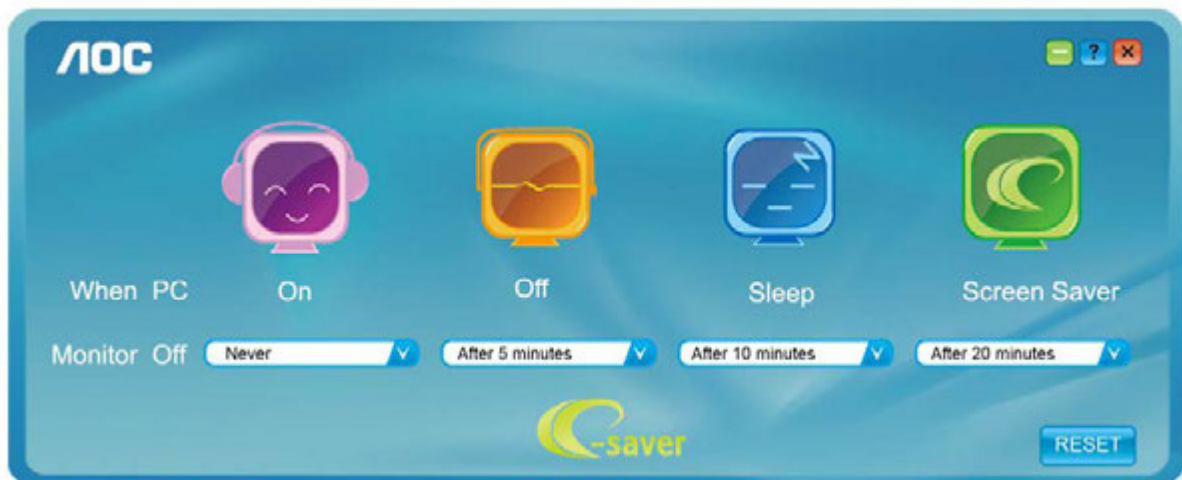 AOC
?
When PC On Off Sleep Screen Saver
Monitor Off Never After 5 minutes After 10 minutes After 20 minutes
e-saver
RESET